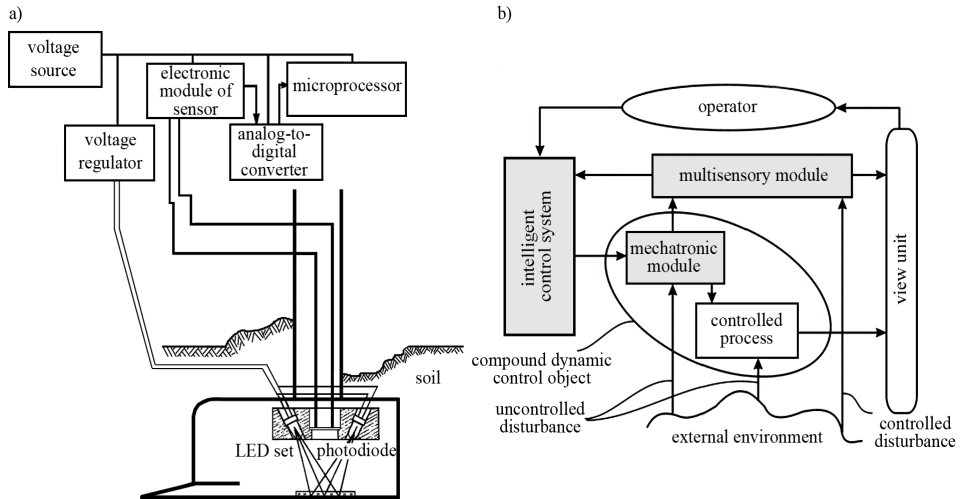 a)
voltage
source
electronic
module of
sensor
microprocessor
voltage
regulator
analog-to-
digital
converter
soil
LED set
photodiode
b)
operator
multisensory module
intelligent
control system
mechatronic
module
view unit
controlled
process
compound dynamic
control object
uncontrolled
disturbance
external environment
controlled
disturbance